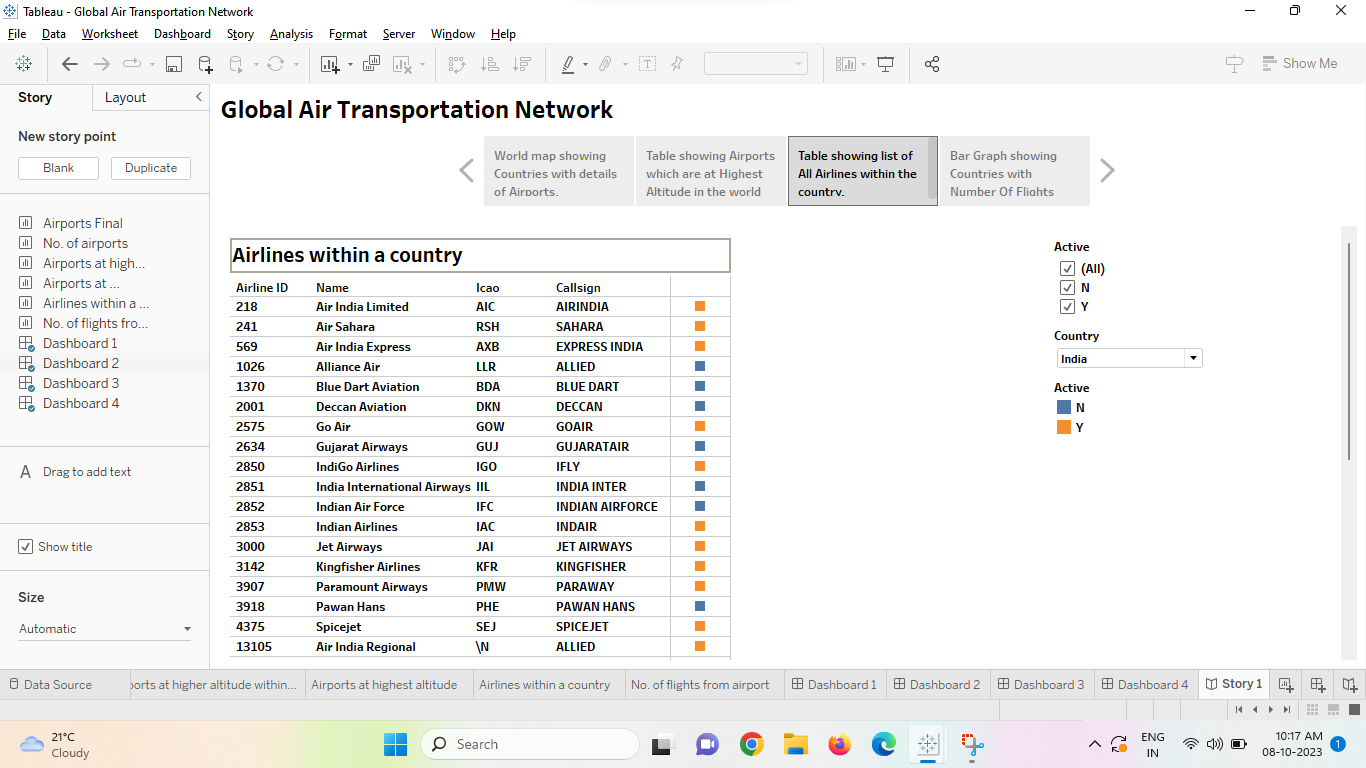 Tableau - Global Air Transportation Network
File Data Worksheet Dashboard Story Analysis Format Server Window Help
Show Me
Story Layout
New story point
Blank Duplicate
Airports Final
No. of airports
Airports at high...
Airports at ...
Airlines within a ...
No. of flights fro...
Dashboard 1
Dashboard 2
Dashboard 3
Dashboard 4
A Drag to add text
Show title
Size
Automatic
Global Air Transportation Network
World map showing
Countries with details
of Airports.
Table showing Airports
which are at Highest
Altitude in the world
Table showing list of
All Airlines within the
country.
Bar Graph showing
Countries with
Number Of Flights
Airlines within a country
Airline ID Name Icao Callsign
218 Air India Limited AIC AIRINDIA
241 Air Sahara RSH SAHARA
569 Air India Express AXB EXPRESS INDIA
1026 Alliance Air LLR ALLIED
1370 Blue Dart Aviation BDA BLUE DART
2001 Deccan Aviation DKN DECCAN
2575 Go Air GOW GOAIR
2634 Gujarat Airways GUJ GUJARATAIR
2850 IndiGo Airlines IGO IFLY
2851 India International Airways IIL INDIA INTER
2852 Indian Air Force IFC INDIAN AIRFORCE
2853 Indian Airlines IAC INDAIR
3000 Jet Airways JAI JET AIRWAYS
3142 Kingfisher Airlines KFR KINGFISHER
3907 Paramount Airways PMW PARAWAY
3918 Pawan Hans PHE PAWAN HANS
4375 Spicejet SEJ SPICEJET
13105 Air India Regional \N ALLIED
Active
(All)
N
Y
Country
India
Active
N
Y
Data Source ports at higher altitude within... Airports at highest altitude Airlines within a country No. of flights from airport Dashboard 1 Dashboard 2 Dashboard 3 Dashboard 4 Story 1
21°C
Cloudy
Search
ENG
IN
10:17 AM
08-10-2023
1